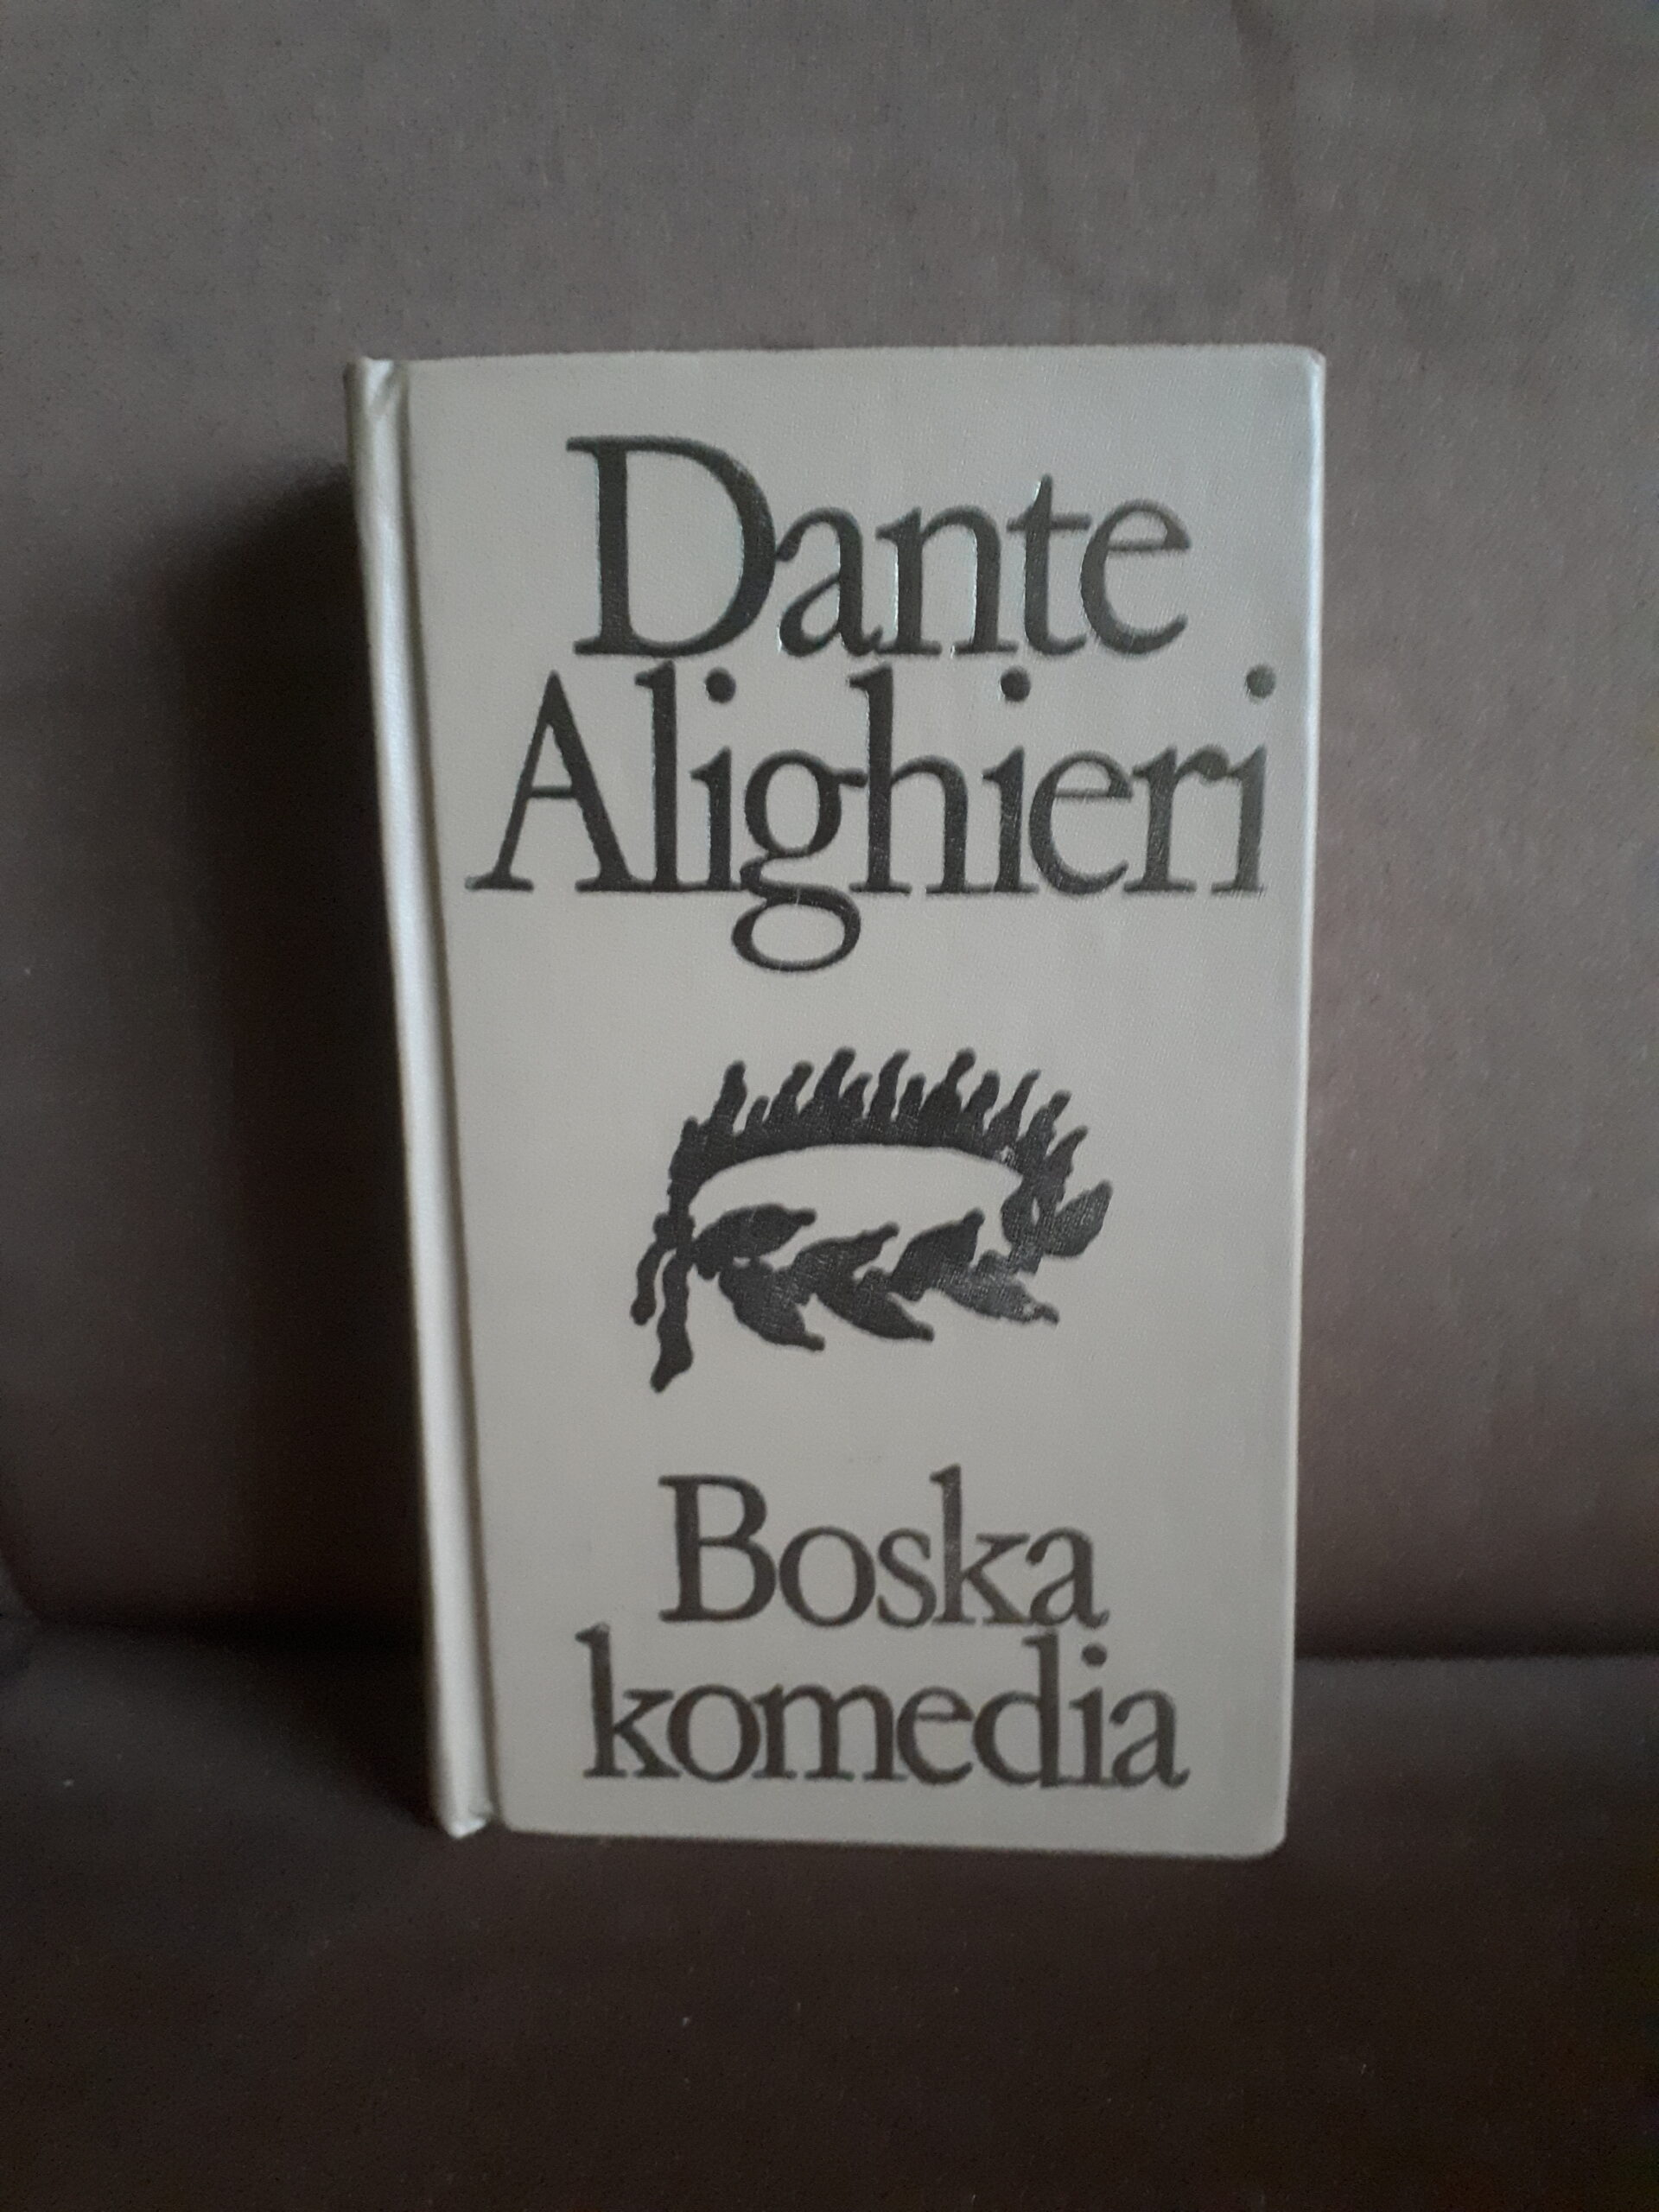 Dante
Alighieri
Boska
komedia